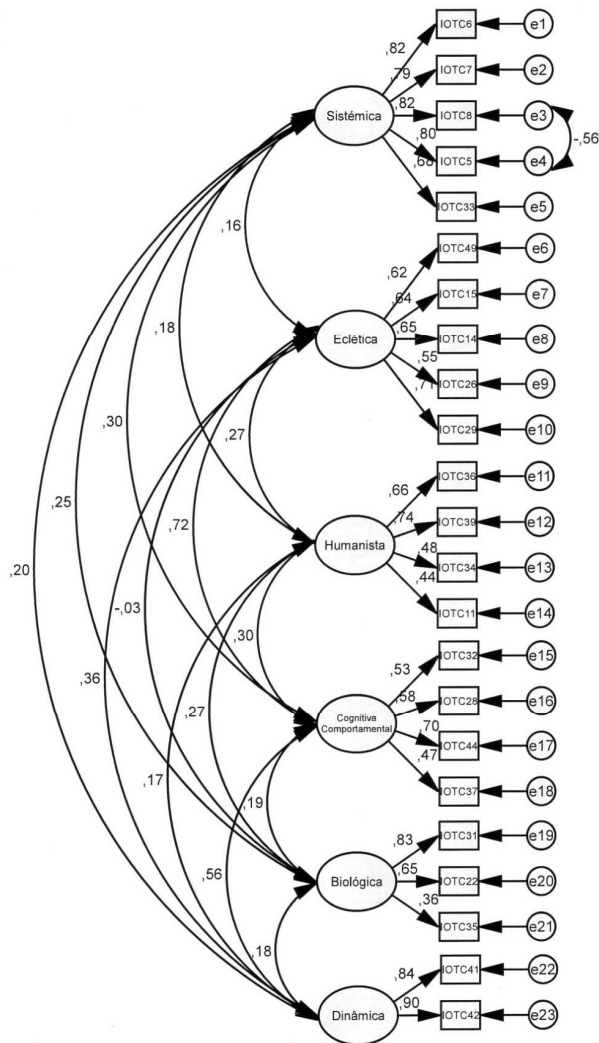 IOTC6 e1
,82
IOTC7 e2
,79
Sistémica ,82 IOTC8 e3
-,56
,80
IOTC5 e4
,68
IOTC33 e5
,16
IOTC49 e6
,62
IOTC15 e7
,64
,18
Eclética ,65 IOTC14 e8
,55
IOTC26 e9
,71
,30
IOTC29 e10
,27
IOTC36 e11
,66
,25
,72
,74 IOTC39 e12
Humanista
,48
IOTC34 e13
,20
,44
-,03
IOTC11 e14
,30
,53 IOTC32 e15
,36
,58
IOTC28 e16
,27
Cognitiva
Comportamental
,70
IOTC44 e17
,47
,17
IOTC37 e18
,19
,83 IOTC31 e19
,56
,65
Biológica IOTC22 e20
,36
IOTC35 e21
,18
,84 IOTC41 e22
,90
Dinâmica IOTC42 e23